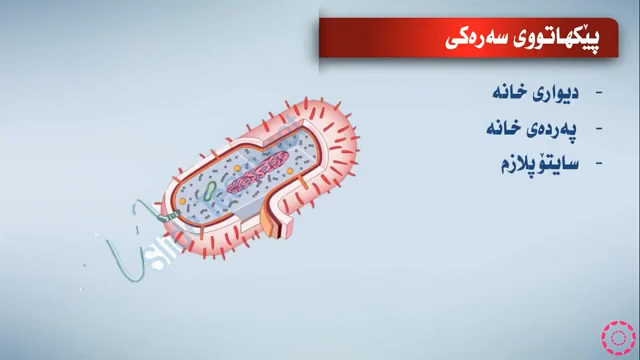 پێکهاتووی سەرەکی
- دیواری خانە
- پەردەی خانە
- سایتۆپلازم